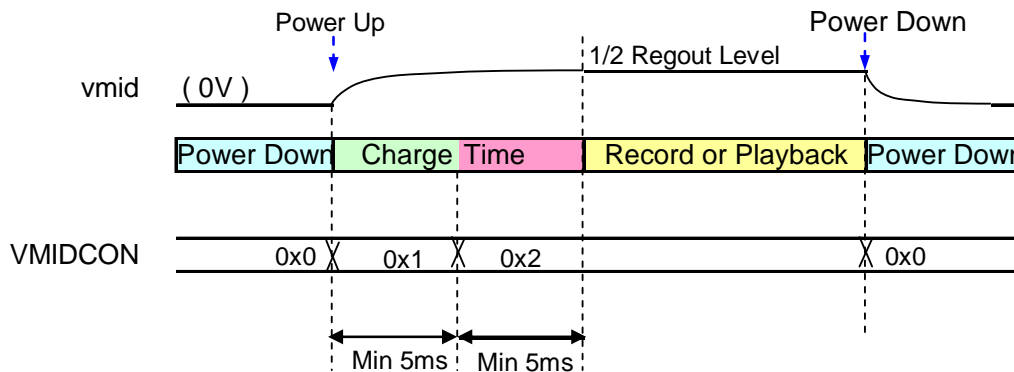 Power Up
Power Down
1/2 Regout Level
vmid
( 0V )
Power Down
Charge Time
Record or Playback
Power Down
VMIDCON
0x0
0x1
0x2
0x0
Min 5ms
Min 5ms